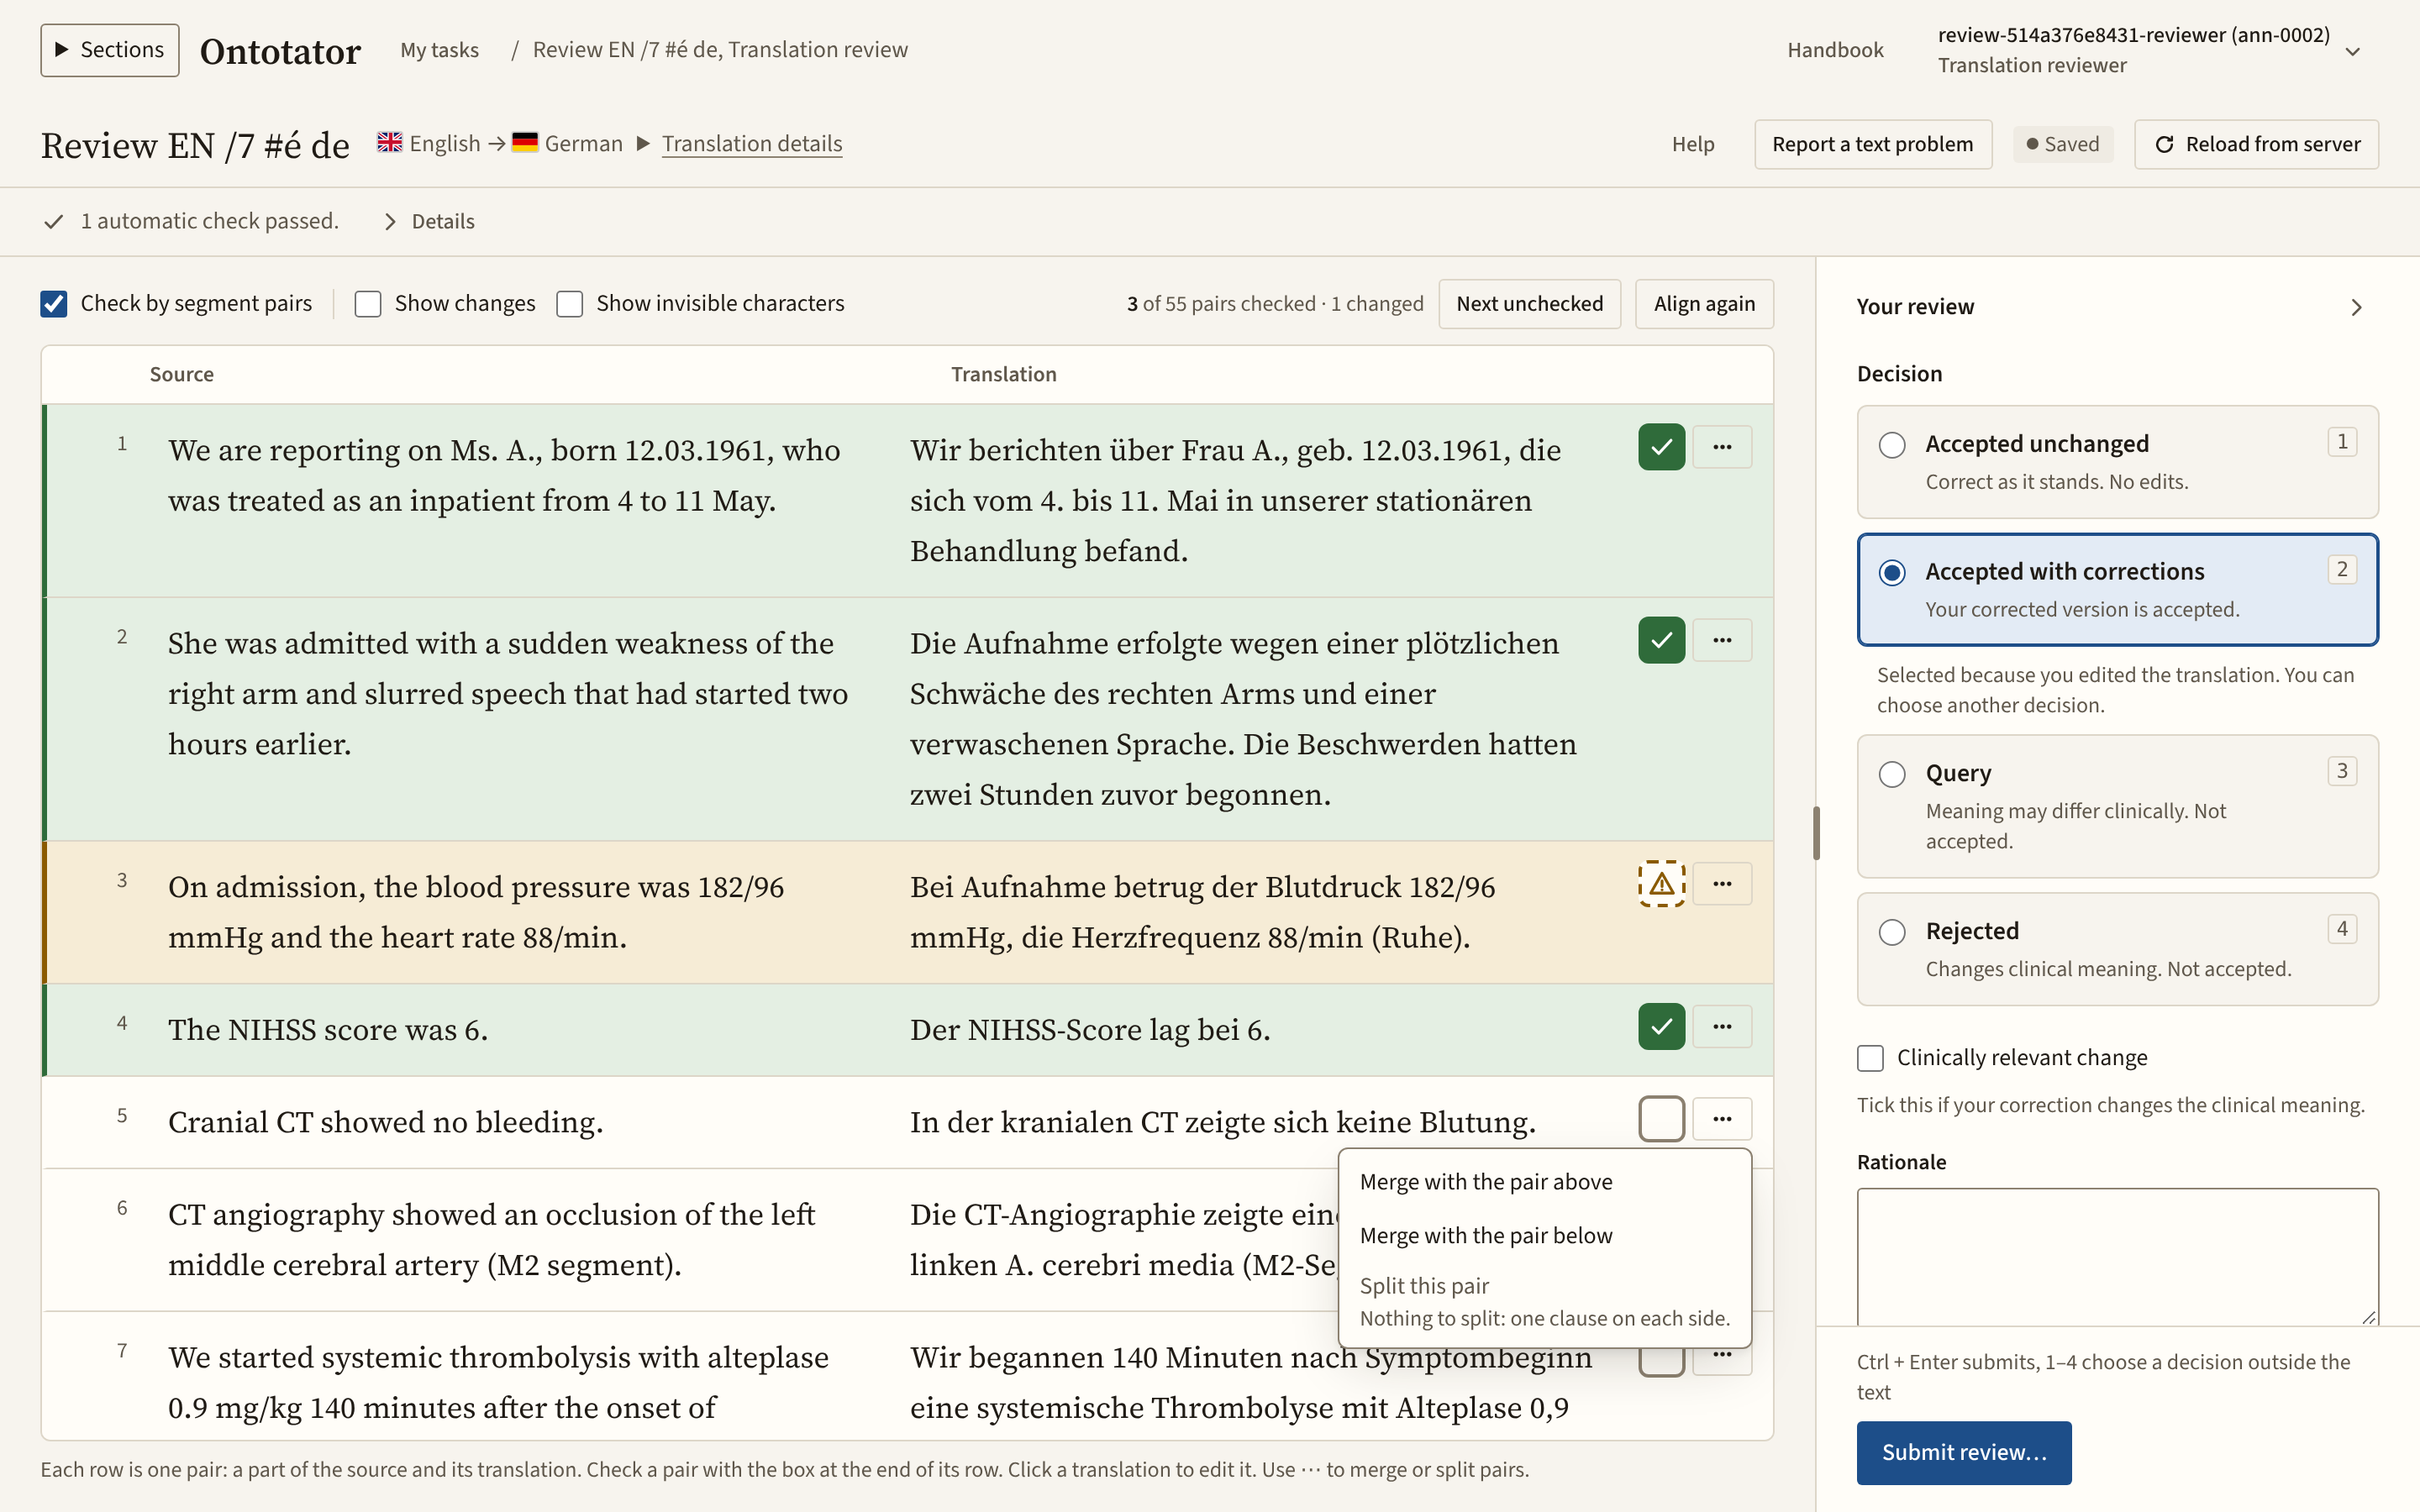 Sections
Ontotator
My tasks / Review EN /7 #é de, Translation review
Handbook
review-514a376e8431-reviewer (ann-0002)
Translation reviewer
Review EN /7 #é de
English → German
Translation details
Help
Report a text problem
Saved
Reload from server
1 automatic check passed.
Details
Check by segment pairs
Show changes
Show invisible characters
3 of 55 pairs checked · 1 changed
Next unchecked
Align again
Source
Translation
1
We are reporting on Ms. A., born 12.03.1961, who
was treated as an inpatient from 4 to 11 May.
Wir berichten über Frau A., geb. 12.03.1961, die
sich vom 4. bis 11. Mai in unserer stationären
Behandlung befand.
2
She was admitted with a sudden weakness of the
right arm and slurred speech that had started two
hours earlier.
Die Aufnahme erfolgte wegen einer plötzlichen
Schwäche des rechten Arms und einer
verwaschenen Sprache. Die Beschwerden hatten
zwei Stunden zuvor begonnen.
3
On admission, the blood pressure was 182/96
mmHg and the heart rate 88/min.
Bei Aufnahme betrug der Blutdruck 182/96
mmHg, die Herzfrequenz 88/min (Ruhe).
4
The NIHSS score was 6.
Der NIHSS-Score lag bei 6.
5
Cranial CT showed no bleeding.
In der kranialen CT zeigte sich keine Blutung.
6
CT angiography showed an occlusion of the left
middle cerebral artery (M2 segment).
Die CT-Angiographie zeigte
linken A. cerebri media
Merge with the pair above
Merge with the pair below
Split this pair
Nothing to split: one clause on each side.
7
We started systemic thrombolysis with alteplase
0.9 mg/kg 140 minutes after the onset of
Wir begannen 140 Minuten nach Symptombeginn
eine systemische Thrombolyse mit Alteplase 0,9
Each row is one pair: a part of the source and its translation. Check a pair with the box at the end of its row. Click a translation to edit it. Use ··· to merge or split pairs.
Your review
Decision
Accepted unchanged
1
Correct as it stands. No edits.
Accepted with corrections
2
Your corrected version is accepted.
Selected because you edited the translation. You can
choose another decision.
Query
3
Meaning may differ clinically. Not
accepted.
Rejected
4
Changes clinical meaning. Not accepted.
Clinically relevant change
Tick this if your correction changes the clinical meaning.
Rationale
Ctrl + Enter submits, 1–4 choose a decision outside the
text
Submit review…